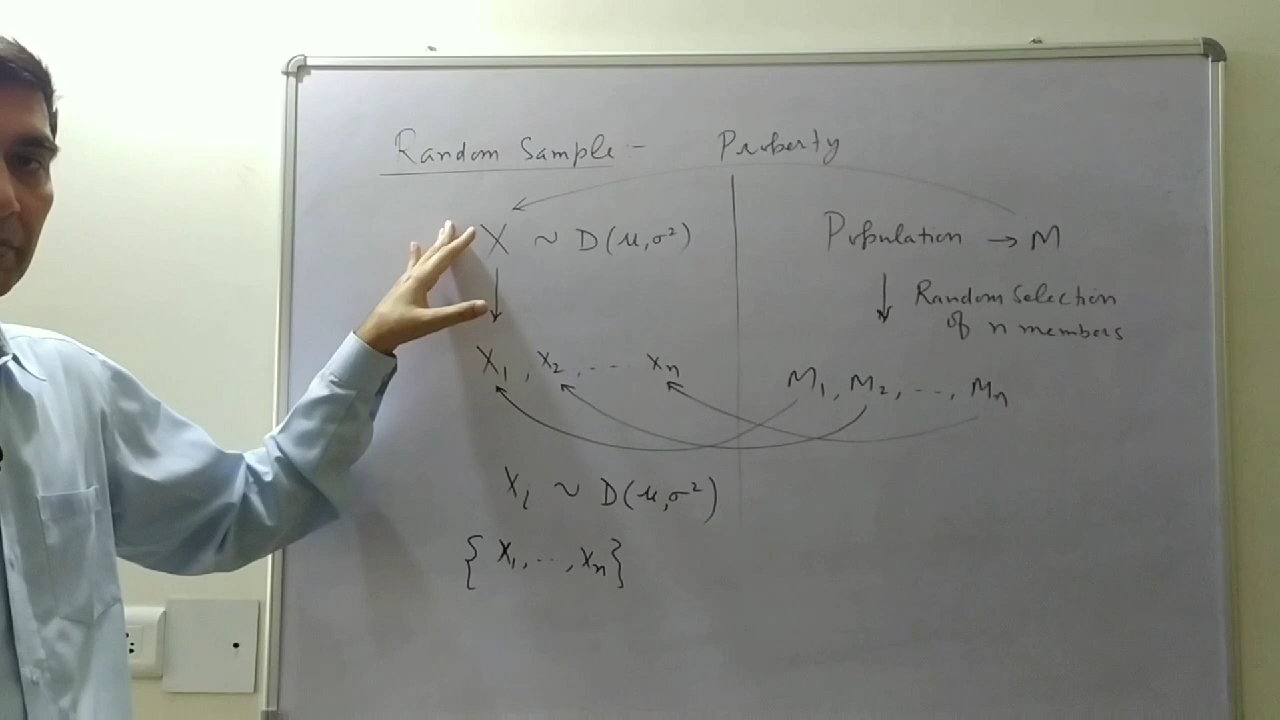 Random Sample - Property
X ~ D(μ, σ²)
Population → M
↓ Random Selection
of n members
X₁, X₂, ... Xₙ
M₁, M₂, ..., Mₙ
Xᵢ ~ D(μ, σ²)
{X₁, ..., Xₙ}